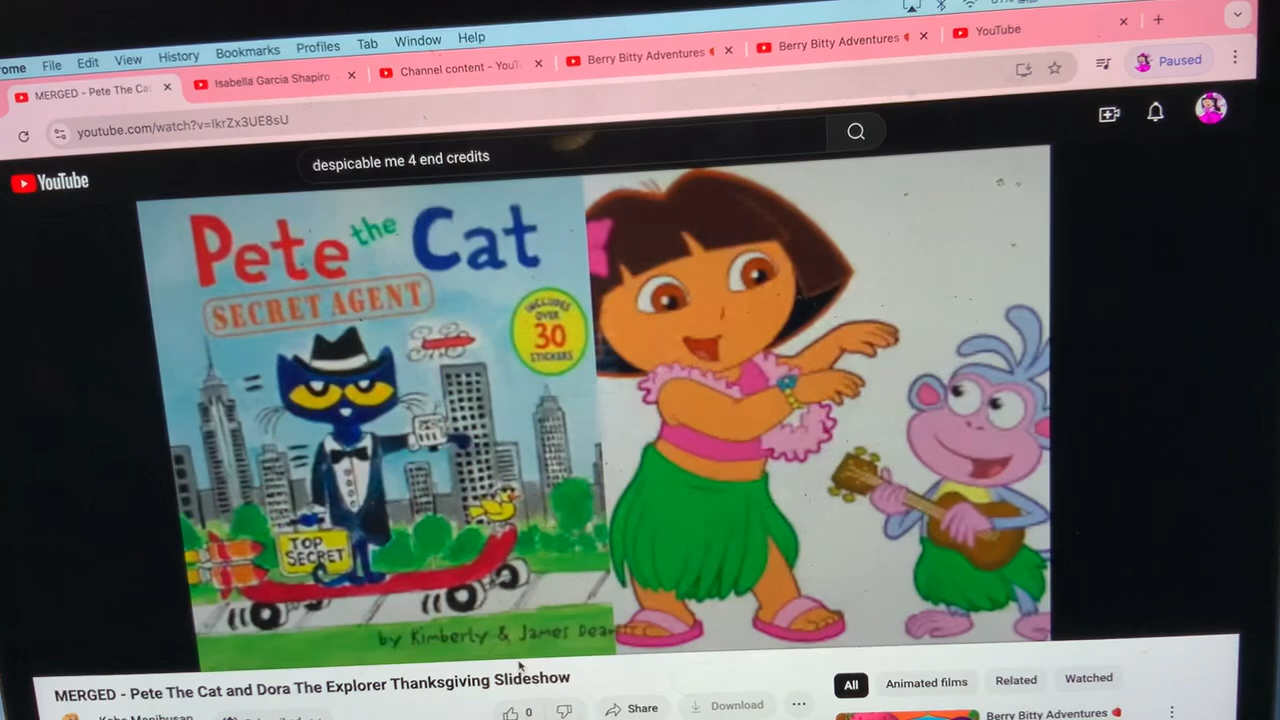 File Edit View History Bookmarks Profiles Tab Window Help
MERGED - Pete The Ca
Isabella Garcia Shapiro
Channel content - YouT
Berry Bitty Adventures
Berry Bitty Adventures
YouTube
youtube.com/watch?v=lkrZx3UE8sU
Paused
YouTube
despicable me 4 end credits
Pete the Cat
SECRET AGENT
INCLUDES
OVER
30
STICKERS
TOP
SECRET
by Kimberly & James Dea
MERGED - Pete The Cat and Dora The Explorer Thanksgiving Slideshow
0
Share
Download
All
Animated films
Related
Watched
Berry Bitty Adventures